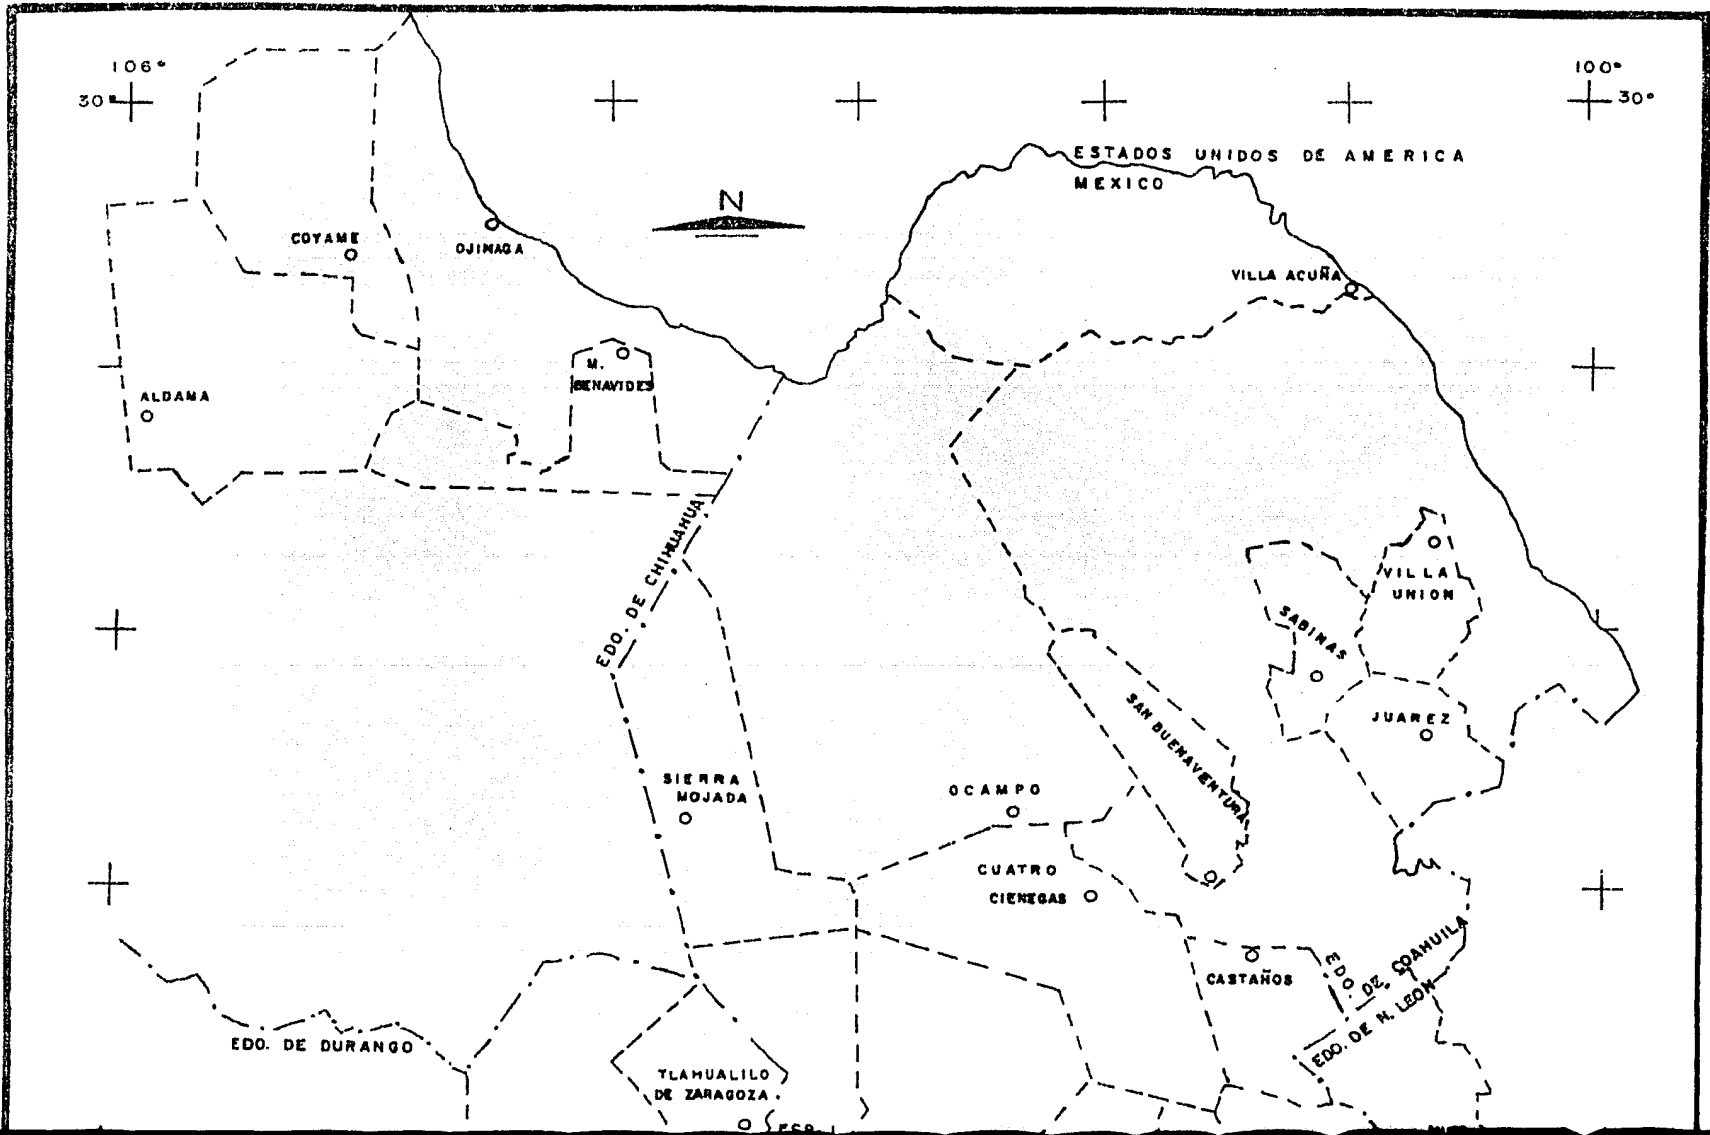 106°
100°
30°
30°
ESTADOS UNIDOS DE AMERICA
MEXICO
N
COYAME
OJINAGA
VILLA ACUÑA
M.
BENAVIDES
ALDAMA
EDO. DE CHIHUAHUA
VILLA
UNION
SABINAS
SAN BUENAVENTURA
JUAREZ
SIERRA
MOJADA
OCAMPO
CUATRO
CIENEGAS
CASTAÑOS
EDO. DE COAHUILA
EDO. DE N. LEON
EDO. DE DURANGO
TLAHUALILO
DE ZARAGOZA